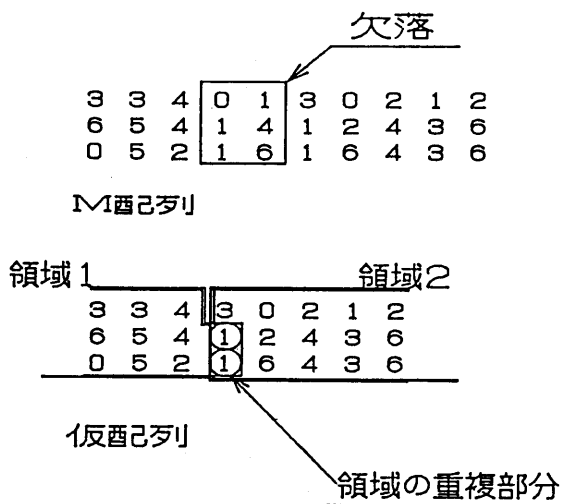 欠落
3 3 4 0 1 3 0 2 1 2
6 5 4 1 4 1 2 4 3 6
0 5 2 1 6 1 6 4 3 6
M配列
領域1 領域2
3 3 4 3 0 2 1 2
6 5 4 1 2 4 3 6
0 5 2 1 6 4 3 6
仮配列
領域の重複部分